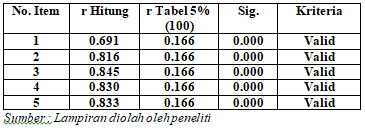 No. Item r Hitung r Tabel 5% (100) Sig. Kriteria
1 0.691 0.166 0.000 Valid
2 0.816 0.166 0.000 Valid
3 0.845 0.166 0.000 Valid
4 0.830 0.166 0.000 Valid
5 0.833 0.166 0.000 Valid
Sumber : Lampiran diolah oleh peneliti